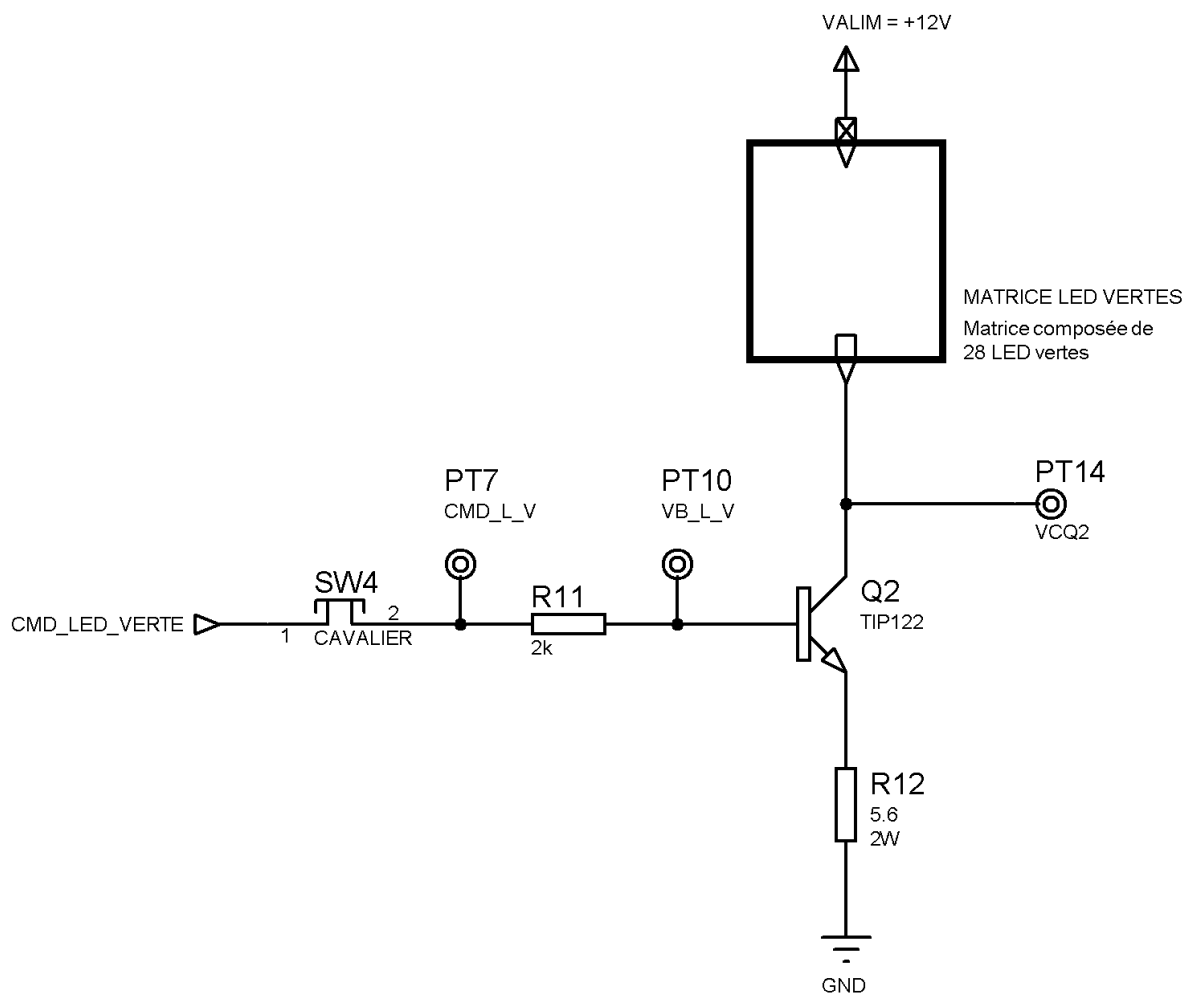 VALIM = +12V
MATRICE LED VERTES
Matrice composée de
28 LED vertes
PT7
CMD_L_V
PT10
VB_L_V
PT14
VCQ2
SW4
CMD_LED_VERTE
1
2
CAVALIER
R11
2k
Q2
TIP122
R12
5.6
2W
GND